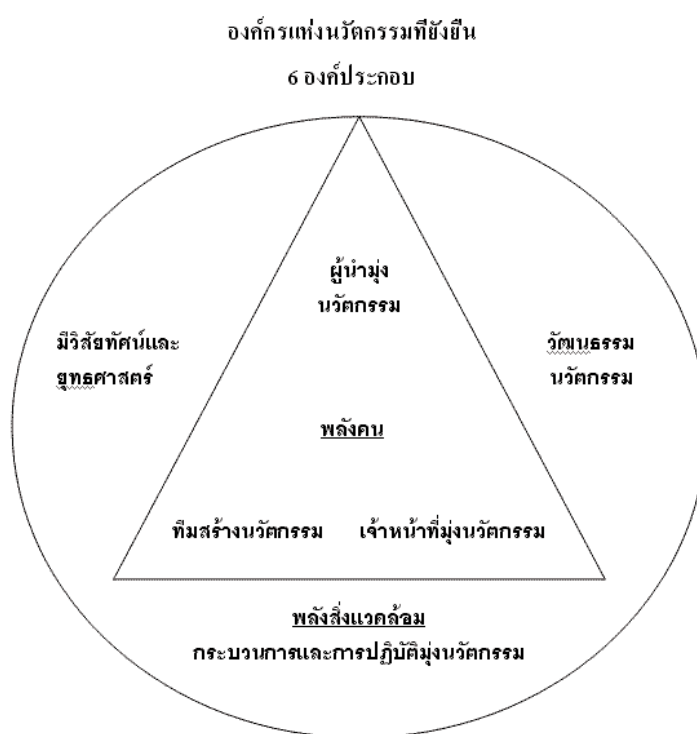 องค์กรแห่งนวัตกรรมที่ยั่งยืน
6 องค์ประกอบ
ผู้นำมุ่ง
นวัตกรรม
มีวิสัยทัศน์และ
ยุทธศาสตร์
วัฒนธรรม
นวัตกรรม
พลังคน
ทีมสร้างนวัตกรรม
เจ้าหน้าที่มุ่งนวัตกรรม
พลังสิ่งแวดล้อม
กระบวนการและการปฏิบัติมุ่งนวัตกรรม